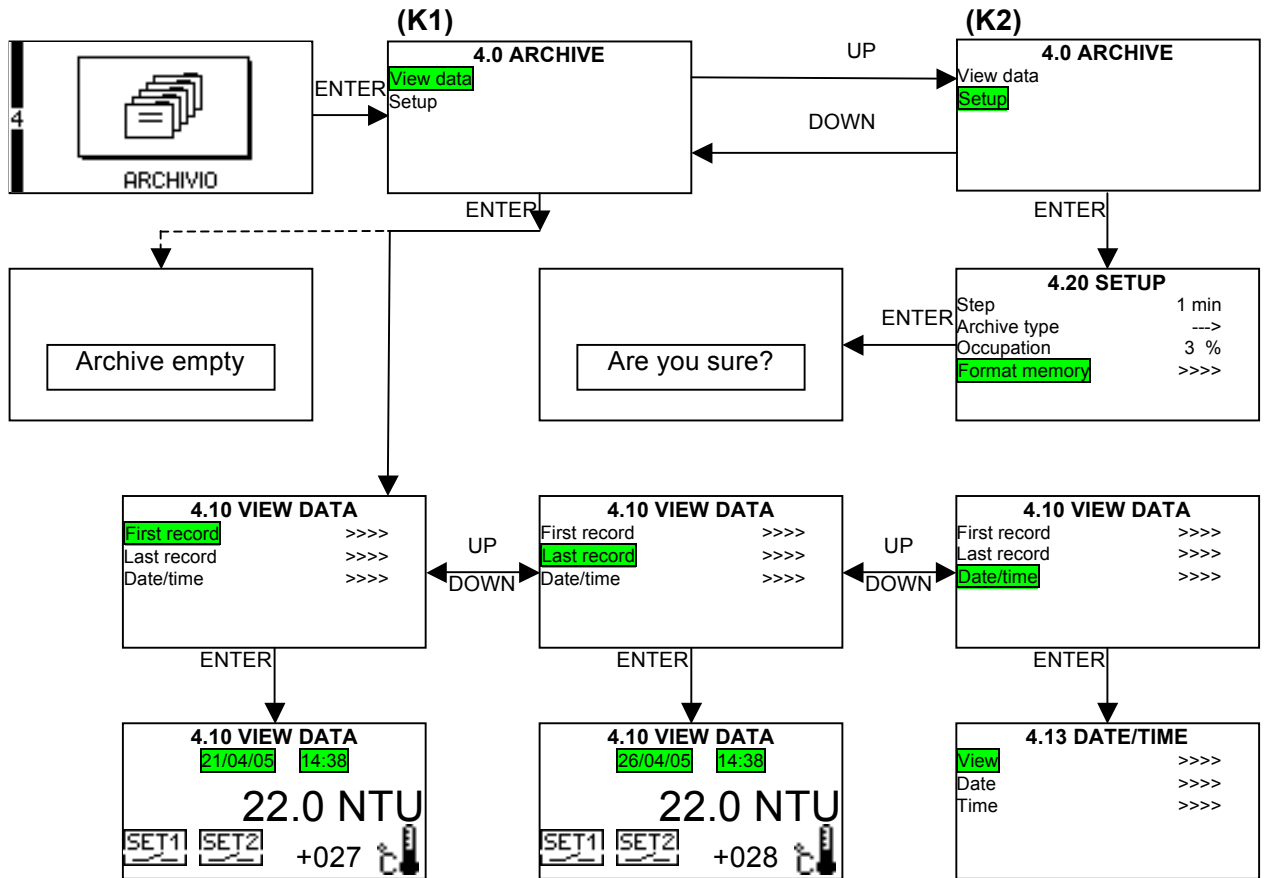 (K1)
(K2)
4
ARCHIVIO
ENTER
4.0 ARCHIVE
View data
Setup
UP
DOWN
4.0 ARCHIVE
View data
Setup
ENTER
ENTER
Archive empty
Are you sure?
ENTER
4.20 SETUP
Step 1 min
Archive type --->
Occupation 3 %
Format memory >>>>
4.10 VIEW DATA
First record >>>>
Last record >>>>
Date/time >>>>
UP
DOWN
4.10 VIEW DATA
First record >>>>
Last record >>>>
Date/time >>>>
UP
DOWN
4.10 VIEW DATA
First record >>>>
Last record >>>>
Date/time >>>>
ENTER
ENTER
ENTER
4.10 VIEW DATA
21/04/05 14:38
22.0 NTU
SET1 SET2 +027 °C
4.10 VIEW DATA
26/04/05 14:38
22.0 NTU
SET1 SET2 +028 °C
4.13 DATE/TIME
View >>>>
Date >>>>
Time >>>>